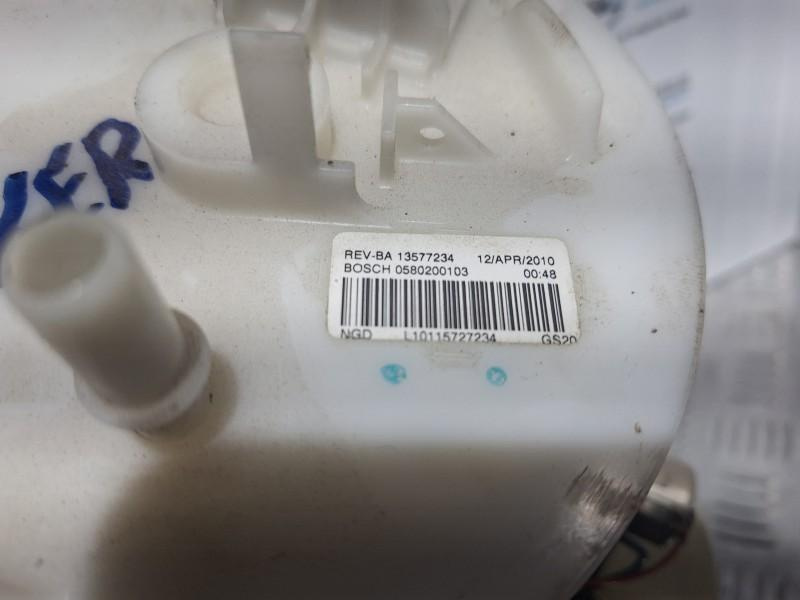 REV-BA 13577234 12/APR/2010
BOSCH 0580200103 00:48
NGD L10115727234 GS20